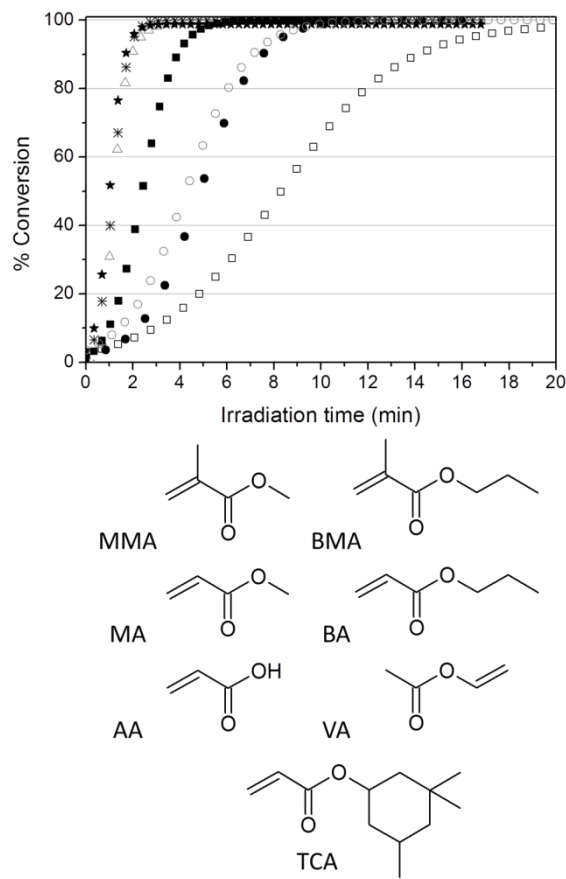 100
80
60
40
20
0
% Conversion
0 2 4 6 8 10 12 14 16 18 20
Irradiation time (min)
O
O
MMA
O
O
BMA
O
O
MA
O
O
BA
OH
O
AA
O
O
VA
O
O
TCA